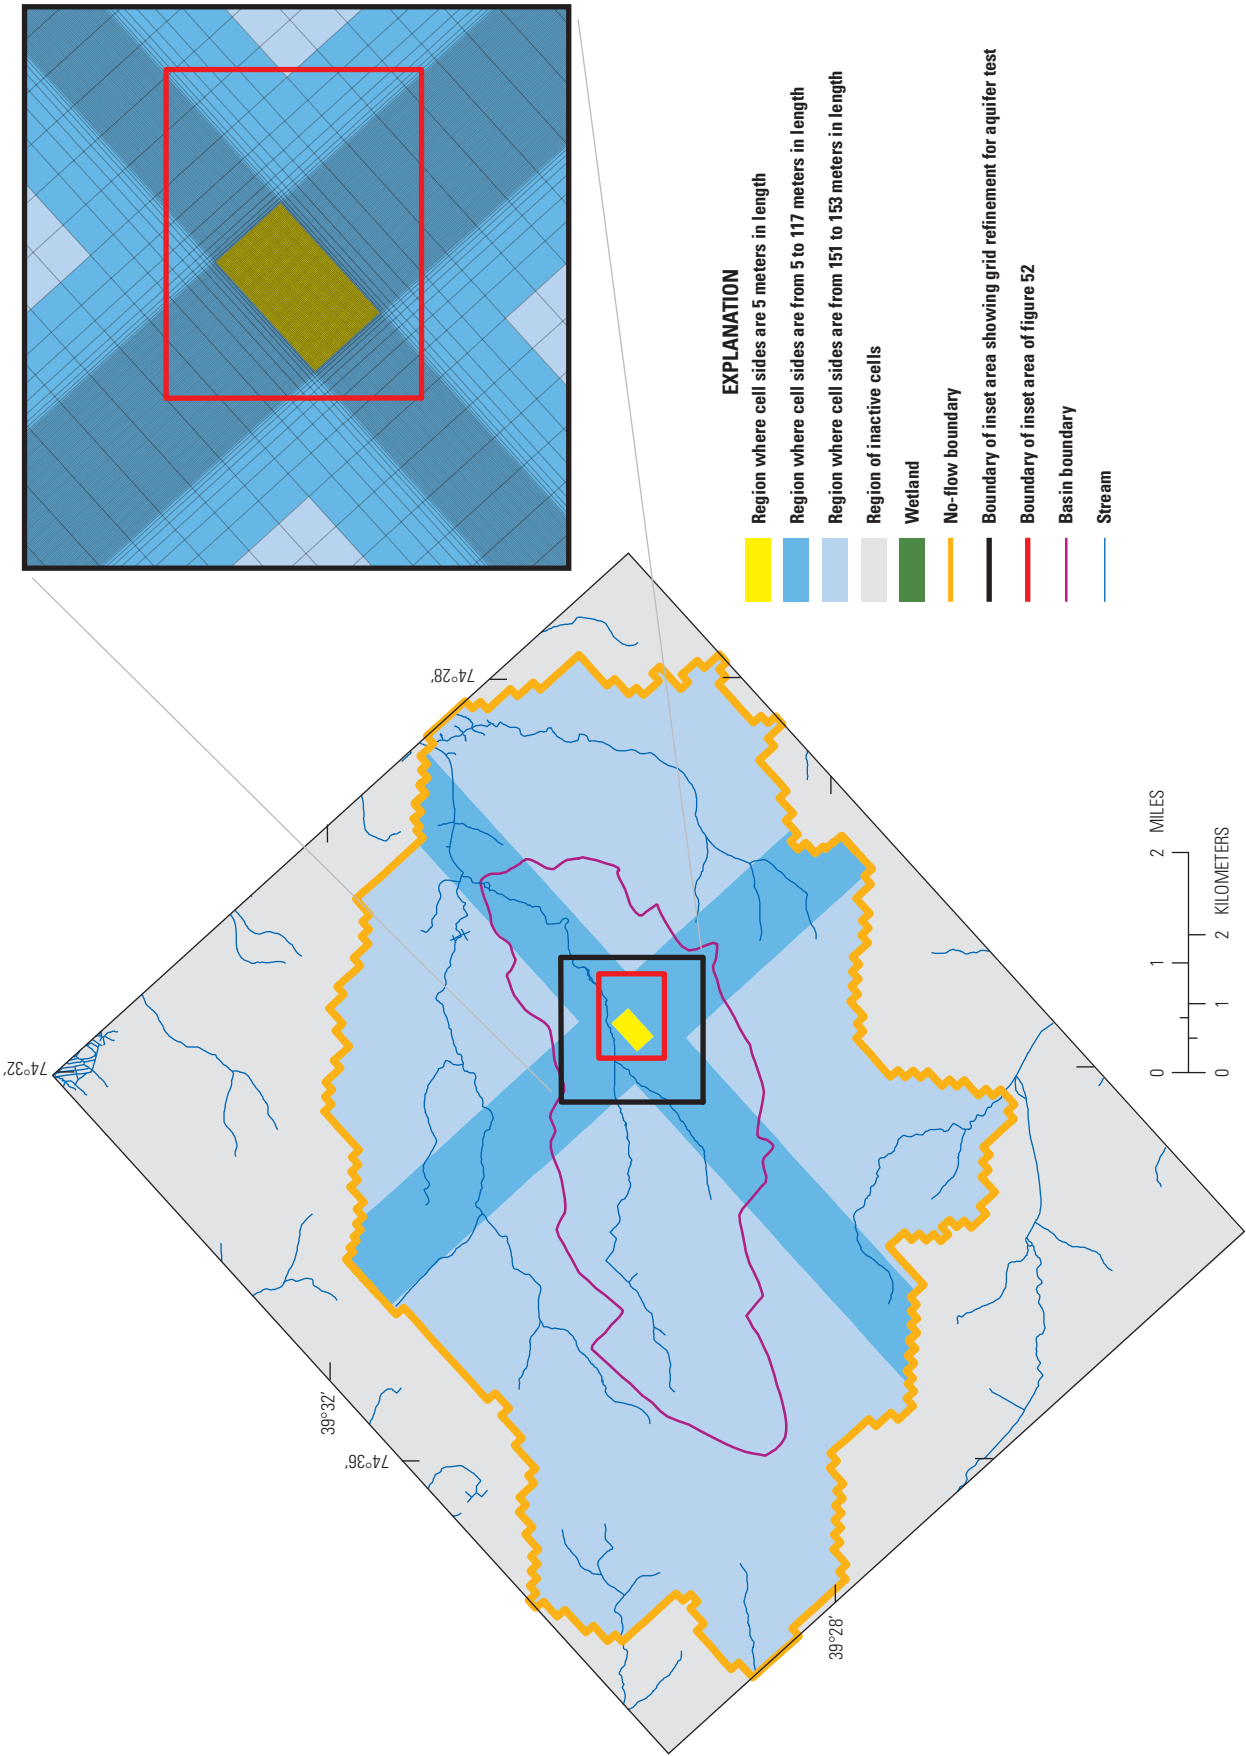 EXPLANATION
Region where cell sides are 5 meters in length
Region where cell sides are from 5 to 117 meters in length
Region where cell sides are from 151 to 153 meters in length
Region of inactive cells
Wetland
No-flow boundary
Boundary of inset area showing grid refinement for aquifer test
Boundary of inset area of figure 52
Basin boundary
Stream
74°32'
74°28'
39°32'
74°36'
39°28'
0 1 2 MILES
0 1 2 KILOMETERS